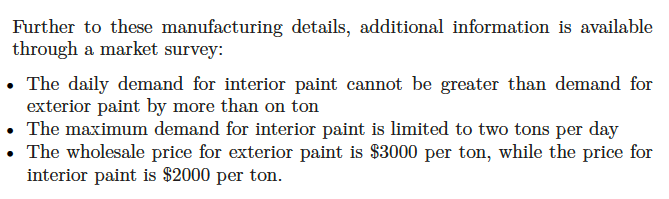 Further to these manufacturing details, additional information is available
through a market survey:
• The daily demand for interior paint cannot be greater than demand for
exterior paint by more than on ton
• The maximum demand for interior paint is limited to two tons per day
• The wholesale price for exterior paint is $3000 per ton, while the price for
interior paint is $2000 per ton.